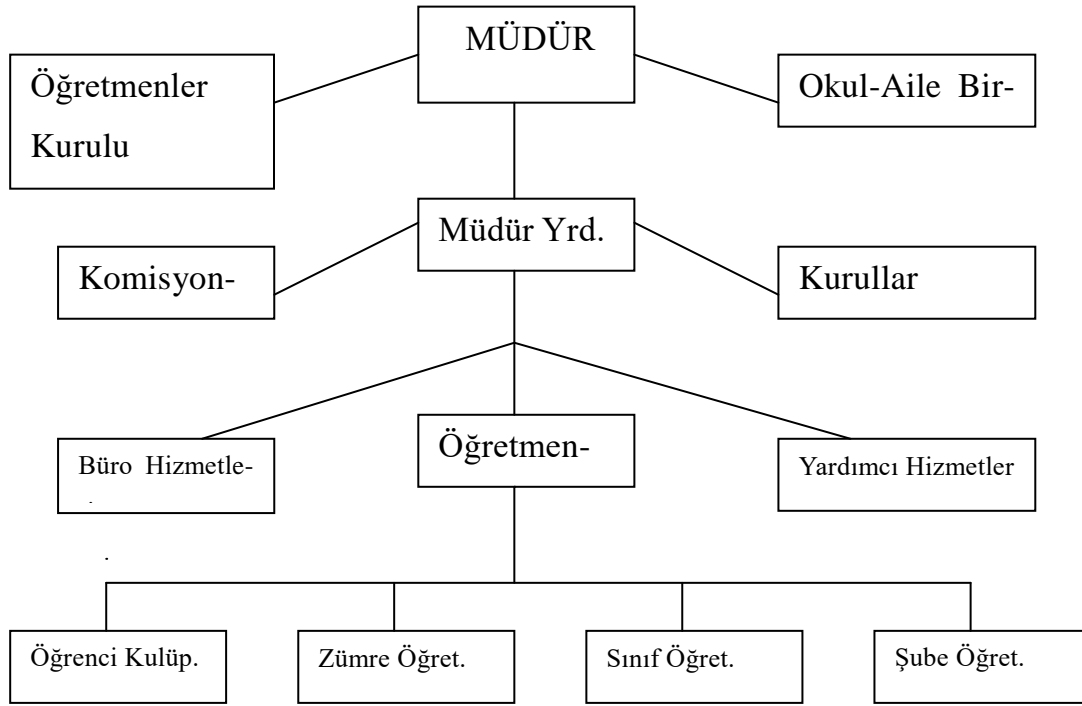 MÜDÜR
Öğretmenler
Kurulu
Okul-Aile Bir-
Müdür Yrd.
Komisyon-
Kurullar
Büro Hizmetle-
Öğretmen-
Yardımcı Hizmetler
Öğrenci Kulüp.
Zümre Öğret.
Sınıf Öğret.
Şube Öğret.